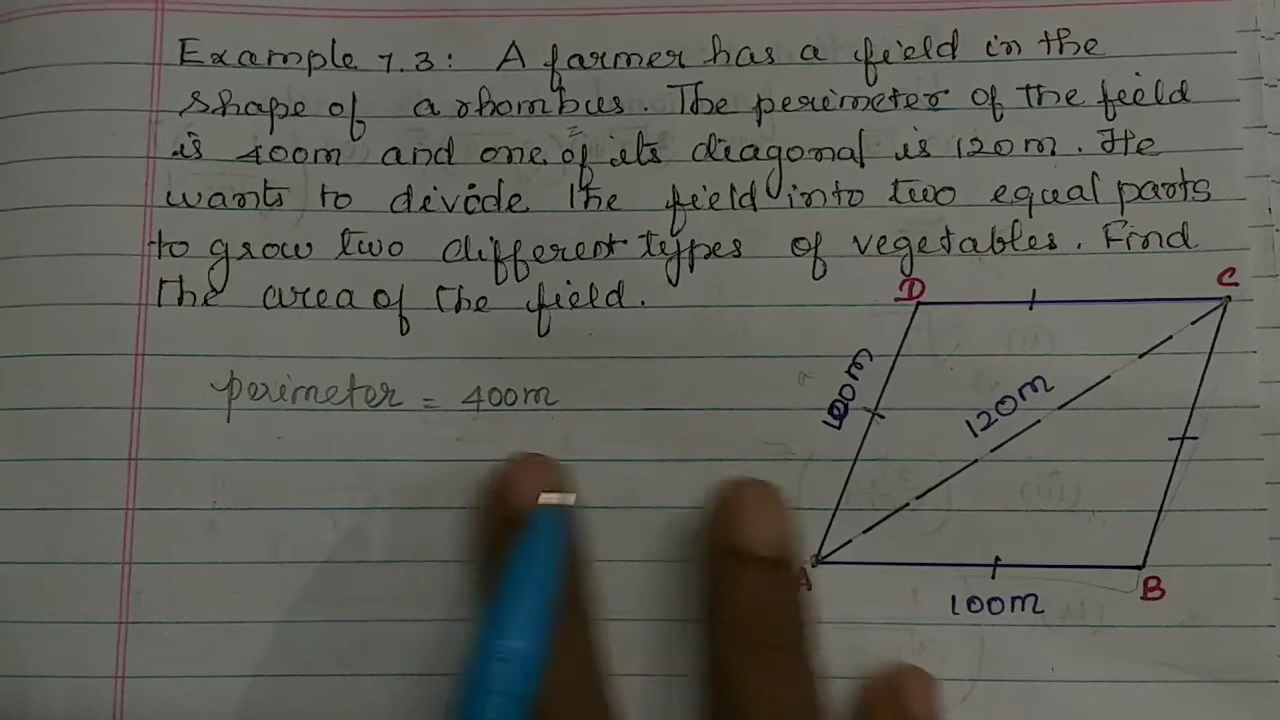 Example 7.3: A farmer has a field in the
shape of a rhombus. The perimeter of the field
is 400m and one of its diagonal is 120m. He
wants to divide the field into two equal parts
to grow two different types of vegetables. Find
the area of the field.
D
C
perimeter = 400m
100m
120m
A
B
100m